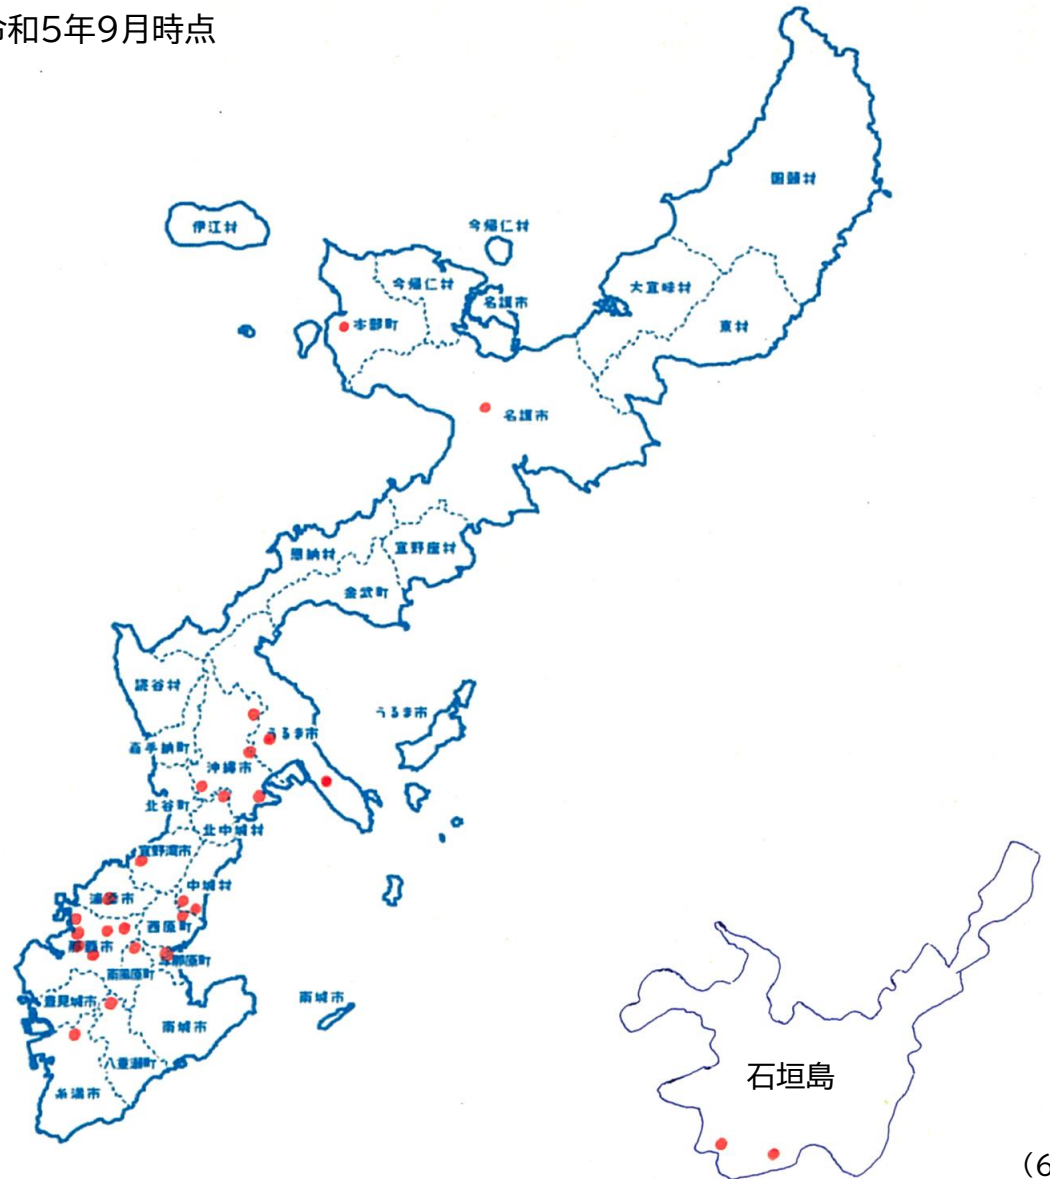 令和5年9月時点
国頭村
伊江村
今帰仁村
今帰仁村
大宜味村
名護市
本部町
東村
名護市
恩納村
宜野座村
金武町
読谷村
うるま市
うるま市
嘉手納町
沖縄市
北谷町
北中城村
宜野湾市
中城村
浦添市
西原町
那覇市
与那原町
南風原町
豊見城市
南城市
南城市
八重瀬町
糸満市
石垣島
(6